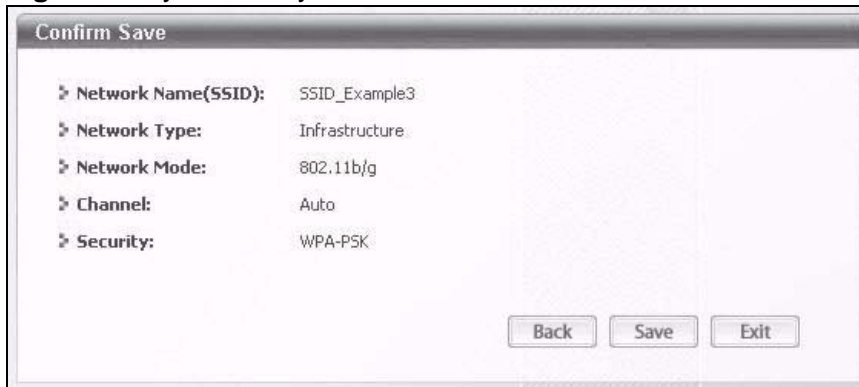 Confirm Save
Network Name(SSID): SSID_Example3
Network Type: Infrastructure
Network Mode: 802.11b/g
Channel: Auto
Security: WPA-PSK
Back Save Exit